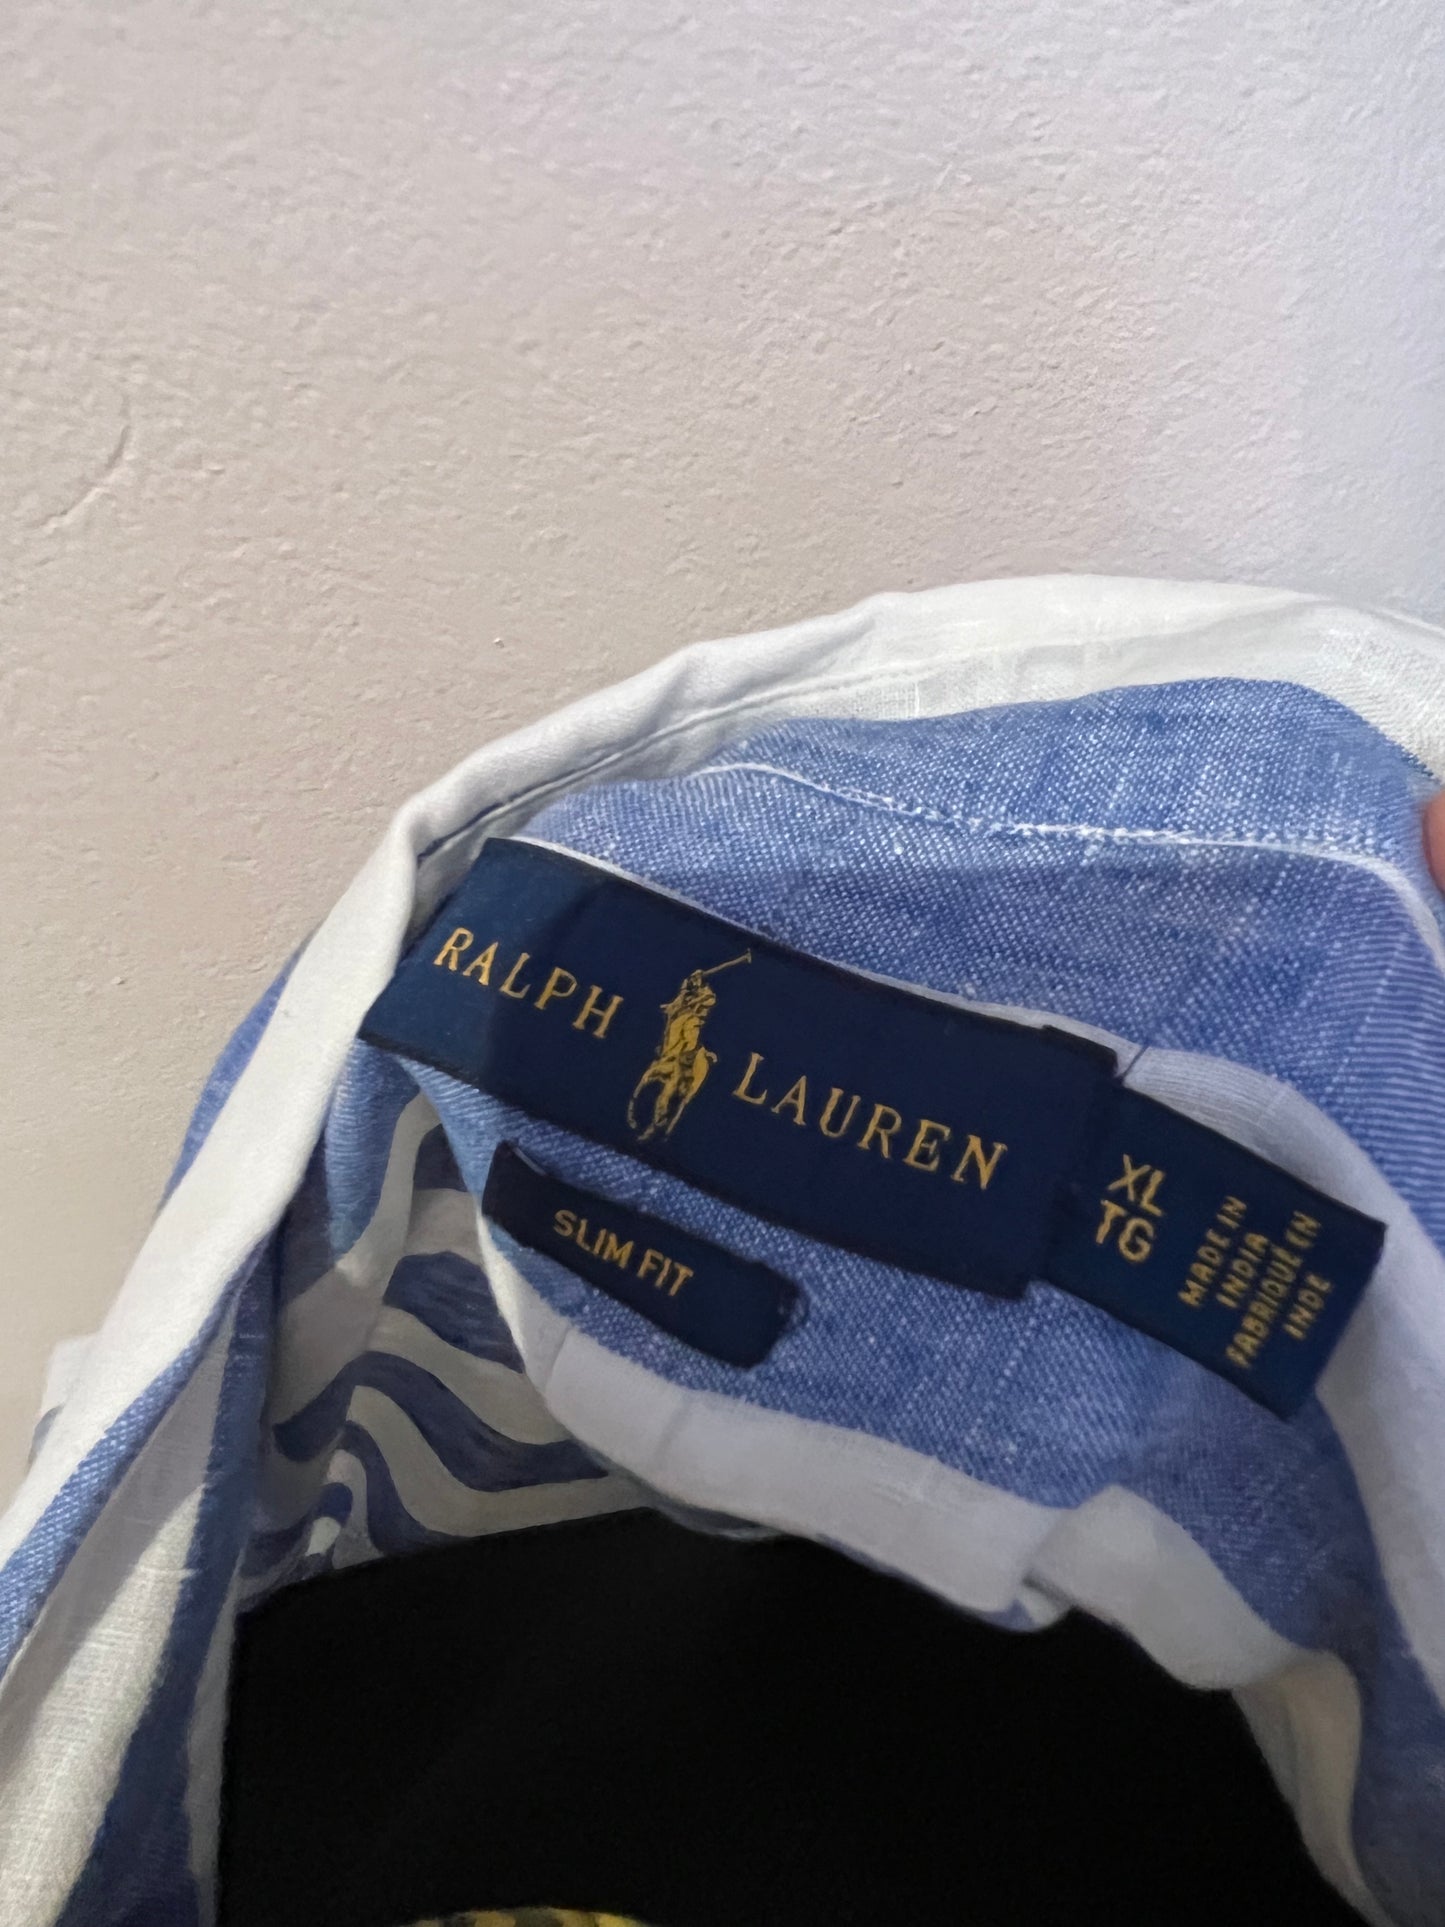 RALPH LAUREN
SLIM FIT
XL
TG
MADE IN
INDIA
FABRIQUÉ EN
INDE